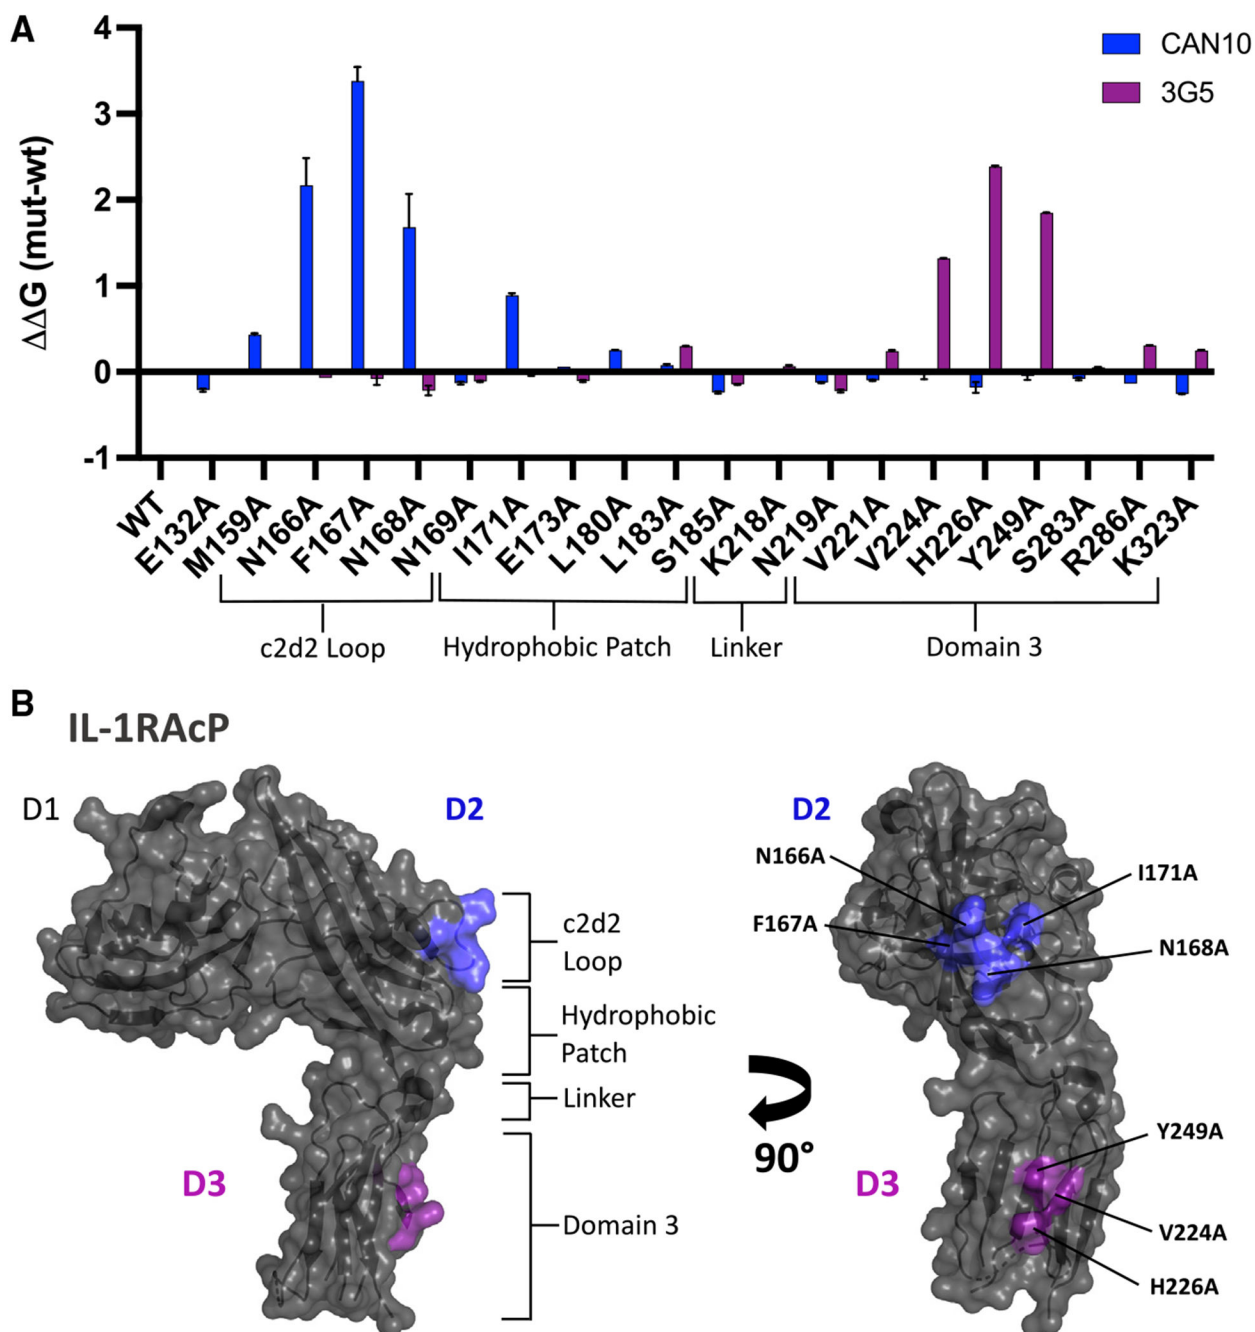 A
CAN10
3G5
ΔΔG (mut-wt)
4
3
2
1
0
-1
WT
E132A
M159A
N166A
F167A
N168A
N169A
I171A
E173A
L180A
L183A
S185A
K218A
N219A
V221A
V224A
H226A
Y249A
S283A
R286A
K323A
c2d2 Loop
Hydrophobic Patch
Linker
Domain 3
B
IL-1RAcP
D1
D2
c2d2
Loop
Hydrophobic
Patch
Linker
D3
Domain 3
90°
D2
N166A
I171A
F167A
N168A
Y249A
D3
V224A
H226A